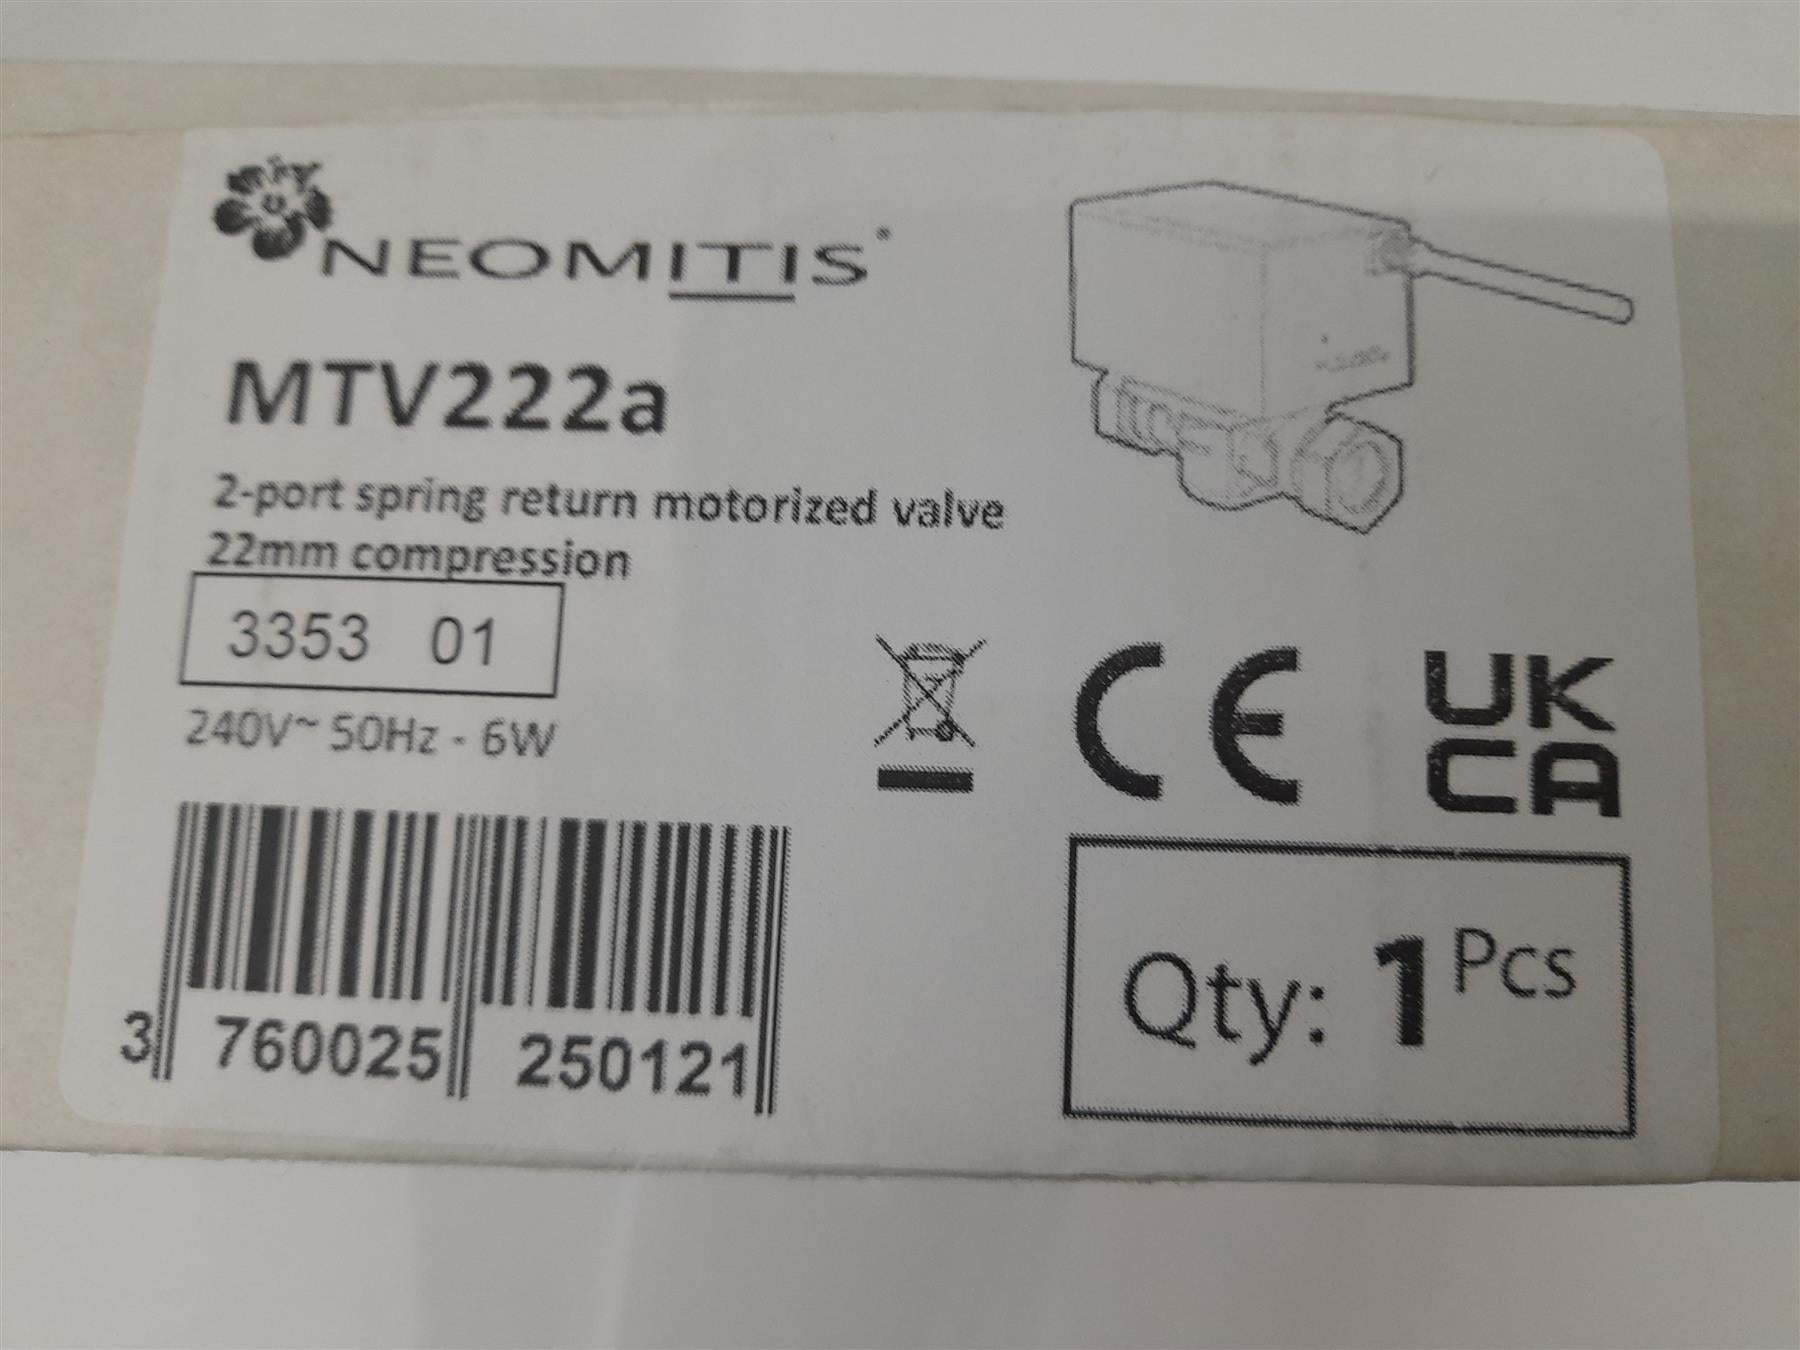 NEOMITIS®
MTV222a
2-port spring return motorized valve
22mm compression
3353 01
240V~ 50Hz - 6W
CE
UK
CA
3 760025 250121
Qty: 1 Pcs